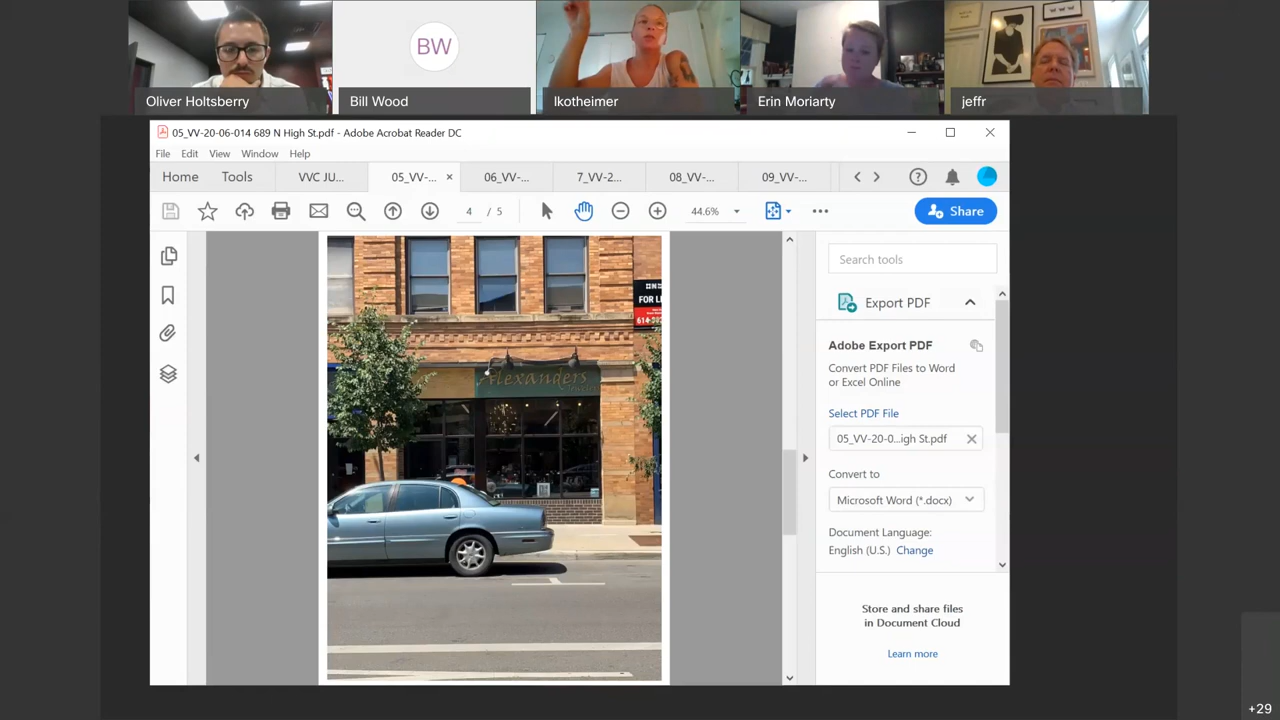 BW
Oliver Holtsberry
Bill Wood
lkotheimer
Erin Moriarty
jeffr
05_VV-20-06-014 689 N High St.pdf - Adobe Acrobat Reader DC
File Edit View Window Help
Home Tools VVC JU... 05_VV-... × 06_VV-... 7_VV-2... 08_VV-... 09_VV-...
4 / 5 44.6% Share
Search tools
Export PDF
Adobe Export PDF
Convert PDF Files to Word
or Excel Online
Select PDF File
05_VV-20-0...igh St.pdf
Convert to
Microsoft Word (*.docx)
Document Language:
English (U.S.) Change
Store and share files
in Document Cloud
Learn more
Alexanders
+29